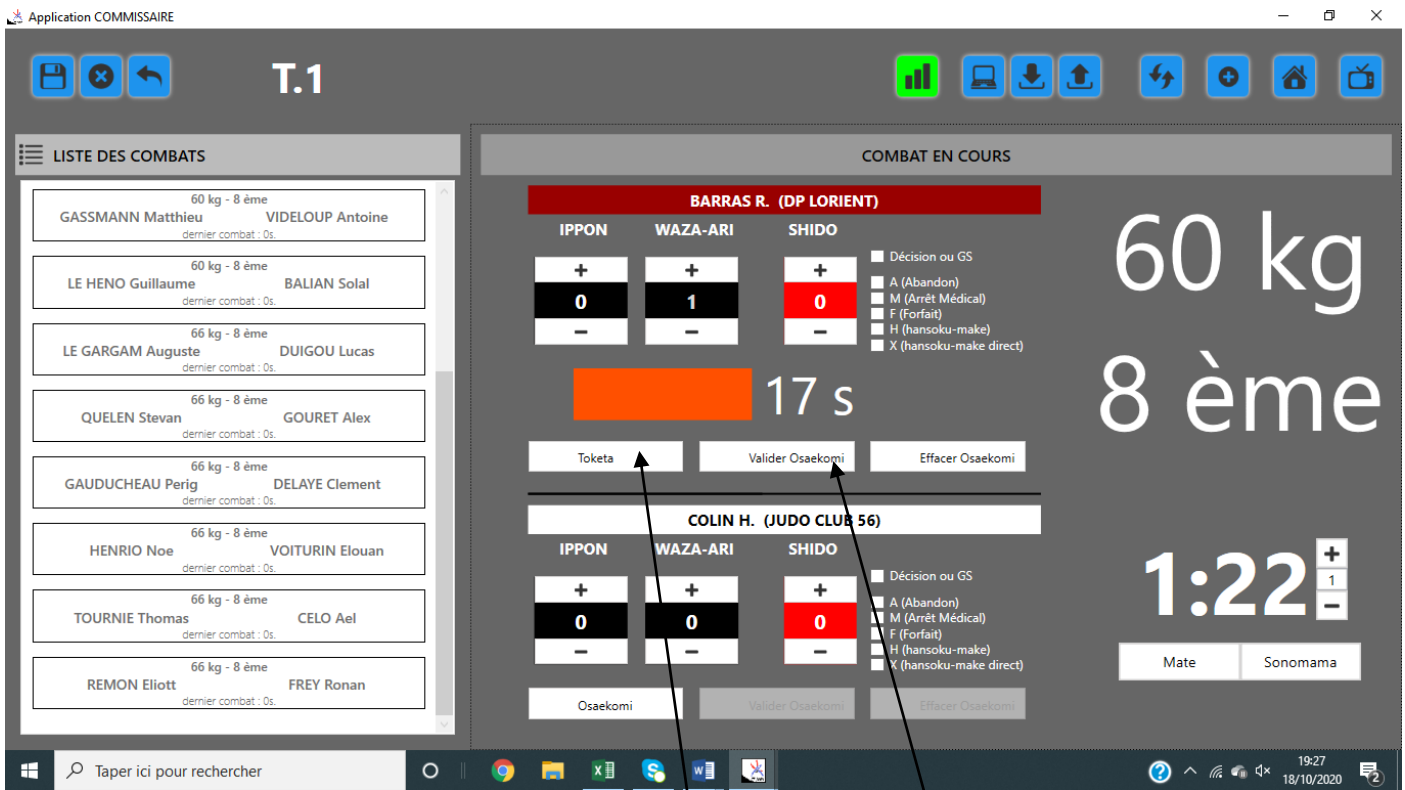 Application COMMISSAIRE
T.1
LISTE DES COMBATS
60 kg - 8 ème
GASSMANN Matthieu VIDELOUP Antoine
dernier combat : 0s.
60 kg - 8 ème
LE HENO Guillaume BALIAN Solal
dernier combat : 0s.
66 kg - 8 ème
LE GARGAM Auguste DUIGOU Lucas
dernier combat : 0s.
66 kg - 8 ème
QUELEN Stevan GOURET Alex
dernier combat : 0s.
66 kg - 8 ème
GAUDUCHEAU Perig DELAYE Clement
dernier combat : 0s.
66 kg - 8 ème
HENRIO Noe VOITURIN Elouan
dernier combat : 0s.
66 kg - 8 ème
TOURNIE Thomas CELO Ael
dernier combat : 0s.
66 kg - 8 ème
REMON Eliott FREY Ronan
dernier combat : 0s.
COMBAT EN COURS
BARRAS R. (DP LORIENT)
IPPON WAZA-ARI SHIDO
+ + +
0 1 0
− − −
Décision ou GS
A (Abandon)
M (Arrêt Médical)
F (Forfait)
H (hansoku-make)
X (hansoku-make direct)
17 s
Toketa Valider Osaekomi Effacer Osaekomi
COLIN H. (JUDO CLUB 56)
IPPON WAZA-ARI SHIDO
+ + +
0 0 0
− − −
Décision ou GS
A (Abandon)
M (Arrêt Médical)
F (Forfait)
H (hansoku-make)
X (hansoku-make direct)
Osaekomi Valider Osaekomi Effacer Osaekomi
60 kg
8 ème
1:22
+
1
−
Mate Sonomama
Taper ici pour rechercher
19:27
18/10/2020
2